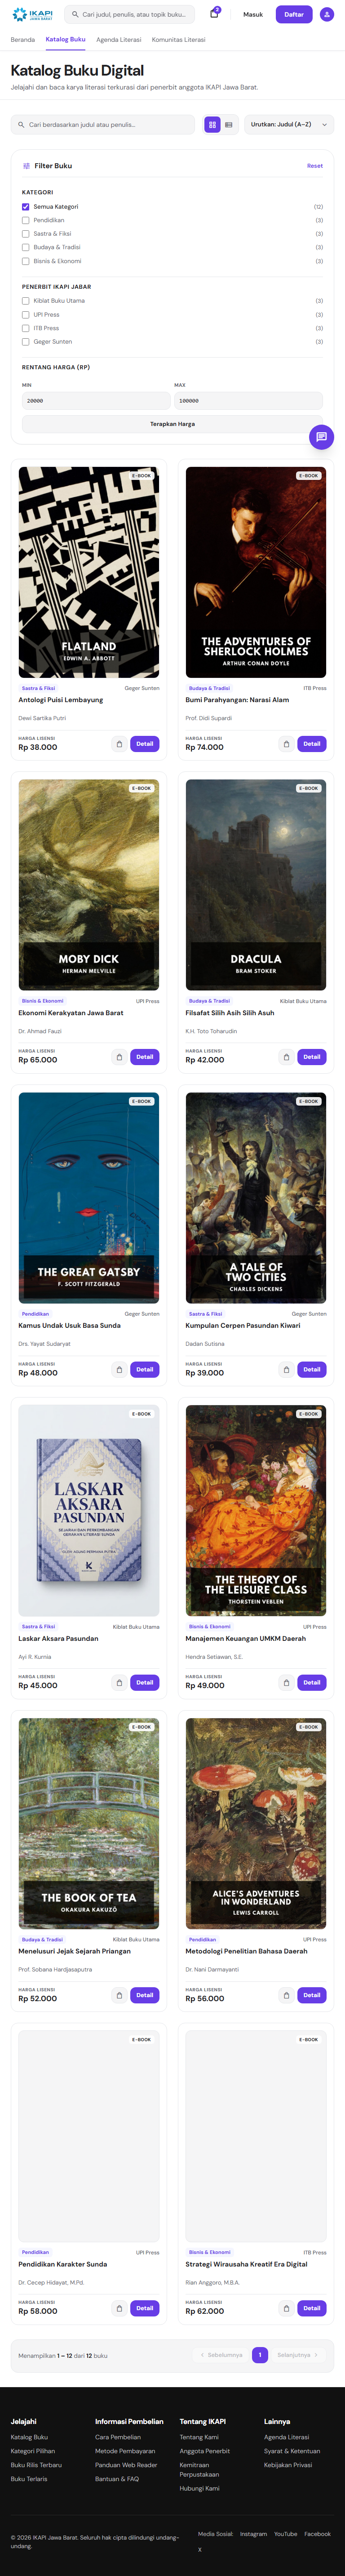 IKAPI
JAWA BARAT
Cari judul, penulis, atau topik buku...
2
Masuk
Daftar
Beranda
Katalog Buku
Agenda Literasi
Komunitas Literasi
Katalog Buku Digital
Jelajahi dan baca karya literasi terkurasi dari penerbit anggota IKAPI Jawa Barat.
Cari berdasarkan judul atau penulis...
Urutkan: Judul (A–Z)
Filter Buku
Reset
KATEGORI
Semua Kategori (12)
Pendidikan (3)
Sastra & Fiksi (3)
Budaya & Tradisi (3)
Bisnis & Ekonomi (3)
PENERBIT IKAPI JABAR
Kiblat Buku Utama (3)
UPI Press (3)
ITB Press (3)
Geger Sunten (3)
RENTANG HARGA (RP)
MIN
MAX
20000
100000
Terapkan Harga
E-BOOK
FLATLAND
EDWIN A. ABBOTT
Sastra & Fiksi
Geger Sunten
Antologi Puisi Lembayung
Dewi Sartika Putri
HARGA LISENSI
Rp 38.000
Detail
E-BOOK
THE ADVENTURES OF
SHERLOCK HOLMES
ARTHUR CONAN DOYLE
Budaya & Tradisi
ITB Press
Bumi Parahyangan: Narasi Alam
Prof. Didi Supardi
HARGA LISENSI
Rp 74.000
Detail
E-BOOK
MOBY DICK
HERMAN MELVILLE
Bisnis & Ekonomi
UPI Press
Ekonomi Kerakyatan Jawa Barat
Dr. Ahmad Fauzi
HARGA LISENSI
Rp 65.000
Detail
E-BOOK
DRACULA
BRAM STOKER
Budaya & Tradisi
Kiblat Buku Utama
Filsafat Silih Asih Silih Asuh
K.H. Toto Toharudin
HARGA LISENSI
Rp 42.000
Detail
E-BOOK
THE GREAT GATSBY
F. SCOTT FITZGERALD
Pendidikan
Geger Sunten
Kamus Undak Usuk Basa Sunda
Drs. Yayat Sudaryat
HARGA LISENSI
Rp 48.000
Detail
E-BOOK
A TALE OF
TWO CITIES
CHARLES DICKENS
Sastra & Fiksi
Geger Sunten
Kumpulan Cerpen Pasundan Kiwari
Dadan Sutisna
HARGA LISENSI
Rp 39.000
Detail
E-BOOK
LASKAR
AKSARA
PASUNDAN
SEJARAH DAN PERKEMBANGAN
GERAKAN LITERASI SUNDA
Sastra & Fiksi
Kiblat Buku Utama
Laskar Aksara Pasundan
Ayi R. Kurnia
HARGA LISENSI
Rp 45.000
Detail
E-BOOK
THE THEORY OF
THE LEISURE CLASS
THORSTEIN VEBLEN
Bisnis & Ekonomi
UPI Press
Manajemen Keuangan UMKM Daerah
Hendra Setiawan, S.E.
HARGA LISENSI
Rp 49.000
Detail
E-BOOK
THE BOOK OF TEA
OKAKURA KAKUZŌ
Budaya & Tradisi
Kiblat Buku Utama
Menelusuri Jejak Sejarah Priangan
Prof. Sobana Hardjasaputra
HARGA LISENSI
Rp 52.000
Detail
E-BOOK
ALICE'S ADVENTURES
IN WONDERLAND
LEWIS CARROLL
Pendidikan
UPI Press
Metodologi Penelitian Bahasa Daerah
Dr. Nani Darmayanti
HARGA LISENSI
Rp 56.000
Detail
E-BOOK
Pendidikan
UPI Press
Pendidikan Karakter Sunda
Dr. Cecep Hidayat, M.Pd.
HARGA LISENSI
Rp 58.000
Detail
E-BOOK
Bisnis & Ekonomi
ITB Press
Strategi Wirausaha Kreatif Era Digital
Rian Anggoro, M.B.A.
HARGA LISENSI
Rp 62.000
Detail
Menampilkan 1 – 12 dari 12 buku
Sebelumnya
1
Selanjutnya
Jelajahi
Katalog Buku
Kategori Pilihan
Buku Rilis Terbaru
Buku Terlaris
Informasi Pembelian
Cara Pembelian
Metode Pembayaran
Panduan Web Reader
Bantuan & FAQ
Tentang IKAPI
Tentang Kami
Anggota Penerbit
Kemitraan
Perpustakaan
Hubungi Kami
Lainnya
Agenda Literasi
Syarat & Ketentuan
Kebijakan Privasi
© 2026 IKAPI Jawa Barat. Seluruh hak cipta dilindungi undang-
undang.
Media Sosial:
Instagram
YouTube
Facebook
X